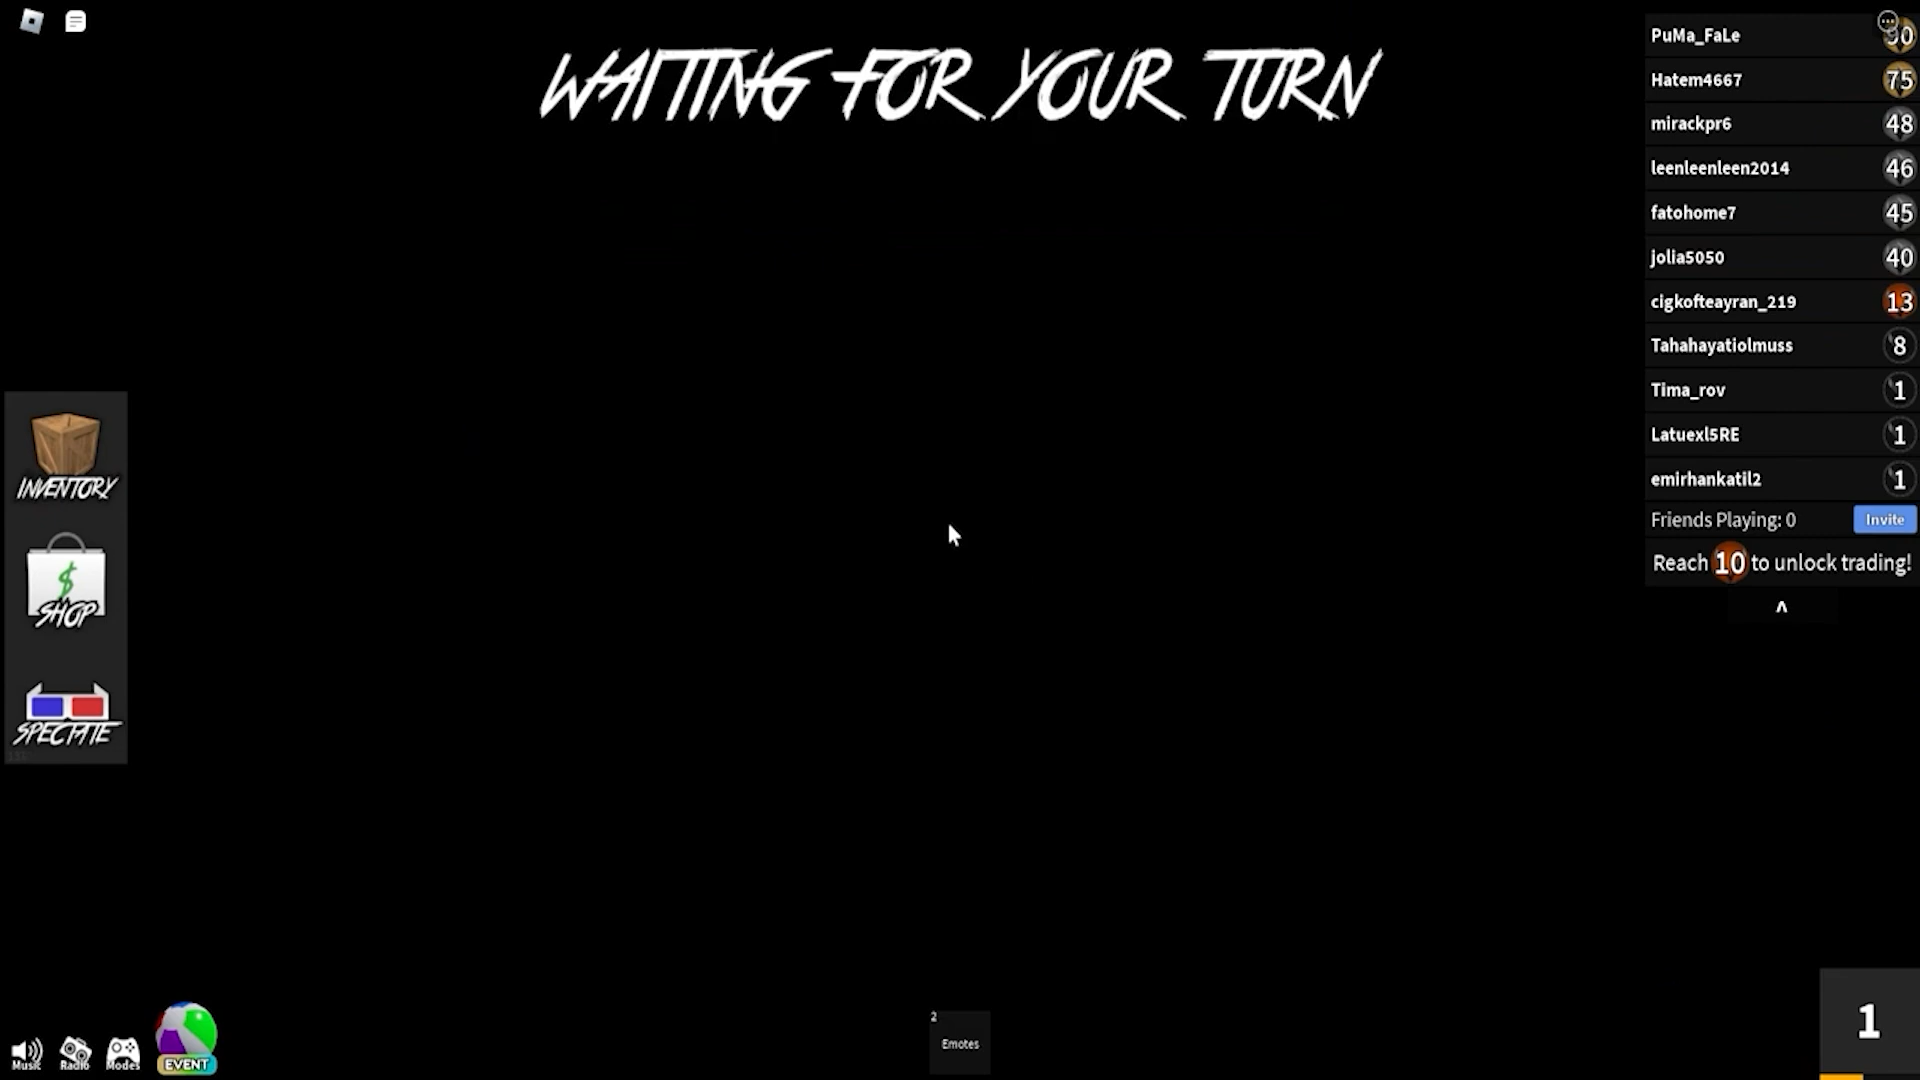 WAITING FOR YOUR TURN
PuMa_FaLe
Hatem4667 75
mirackpr6 48
leenleenleen2014 46
fatohome7 45
jolia5050 40
cigkofteayran_219 13
Tahahayatiolmuss 8
Tima_rov 1
Latuexl5RE 1
emirhankatil2 1
Friends Playing: 0 Invite
Reach 10 to unlock trading!
INVENTORY
$
SHOP
SPECTATE
Music Radio Modes EVENT
2
Emotes
1